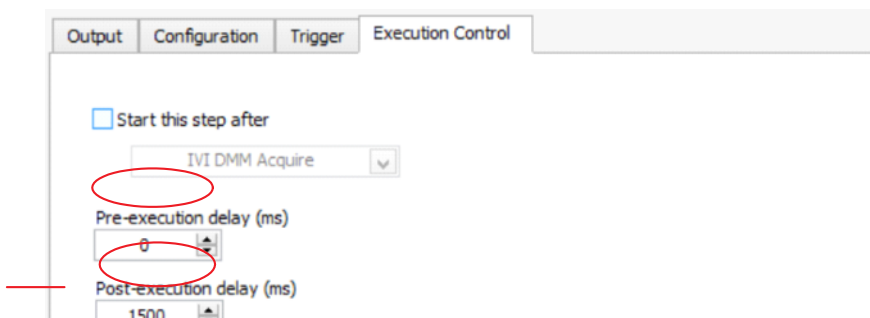 Output Configuration Trigger Execution Control
Start this step after
IVI DMM Acquire
Pre-execution delay (ms)
0
Post-execution delay (ms)
1500